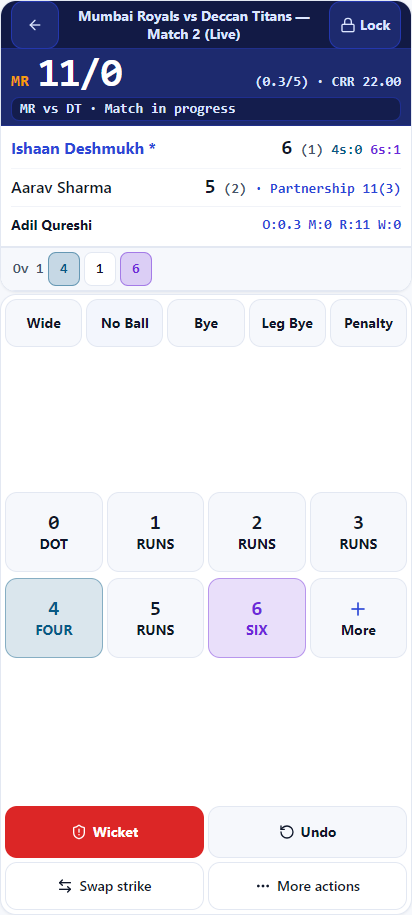 Mumbai Royals vs Deccan Titans —
Match 2 (Live)
Lock
MR 11/0 (0.3/5) · CRR 22.00
MR vs DT · Match in progress
Ishaan Deshmukh * 6 (1) 4s:0 6s:1
Aarav Sharma 5 (2) · Partnership 11(3)
Adil Qureshi O:0.3 M:0 R:11 W:0
Ov 1 4 1 6
Wide No Ball Bye Leg Bye Penalty
0 1 2 3
DOT RUNS RUNS RUNS
4 5 6 +
FOUR RUNS SIX More
Wicket Undo
Swap strike ··· More actions